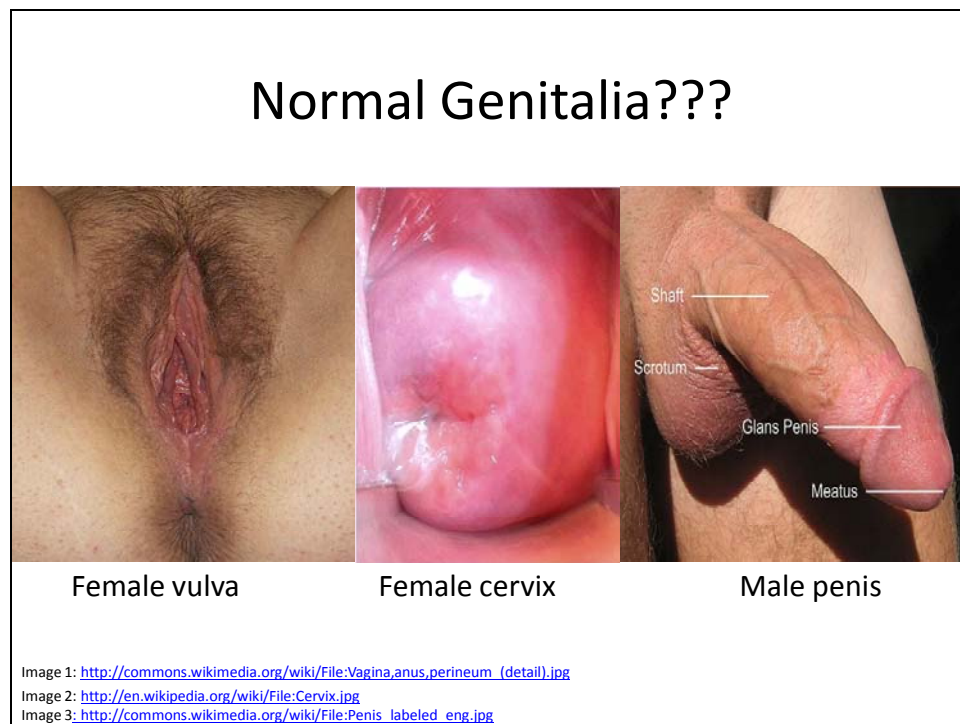 Normal Genitalia???
Shaft
Scrotum
Glans Penis
Meatus
Female vulva
Female cervix
Male penis
Image 1: http://commons.wikimedia.org/wiki/File:Vagina,anus,perineum_(detail).jpg
Image 2: http://en.wikipedia.org/wiki/File:Cervix.jpg
Image 3: http://commons.wikimedia.org/wiki/File:Penis_labeled_eng.jpg